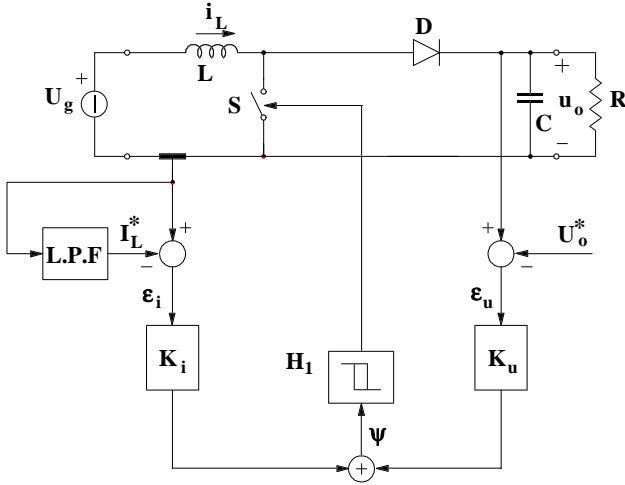 i_L
D
L
+
U_g
S
+
u_o
C
R
−
I_L^*
+
L.P.F
−
ε_i
+
U_o^*
−
ε_u
K_i
H_1
K_u
ψ
+